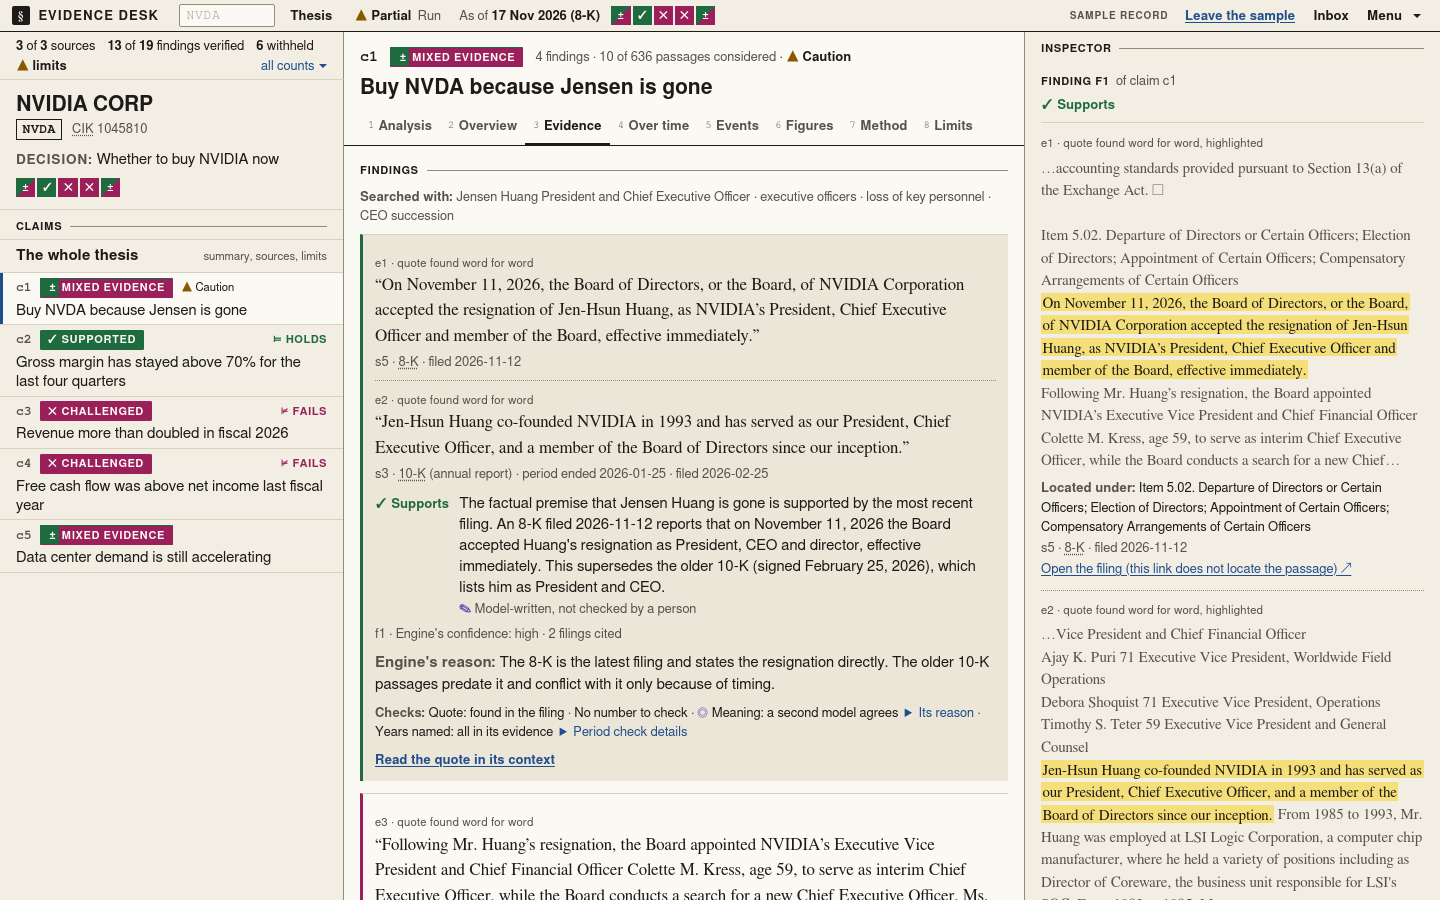 § EVIDENCE DESK NVDA Thesis ▲ Partial Run As of 17 Nov 2026 (8-K) ± ✓ ✕ ✕ ± SAMPLE RECORD Leave the sample Inbox Menu
3 of 3 sources 13 of 19 findings verified 6 withheld
▲ limits all counts
NVIDIA CORP
NVDA CIK 1045810
DECISION: Whether to buy NVIDIA now
± ✓ ✕ ✕ ±
CLAIMS
The whole thesis summary, sources, limits
c1 ± MIXED EVIDENCE ▲ Caution
Buy NVDA because Jensen is gone
c2 ✓ SUPPORTED ⊨ HOLDS
Gross margin has stayed above 70% for the
last four quarters
c3 ✕ CHALLENGED ⊭ FAILS
Revenue more than doubled in fiscal 2026
c4 ✕ CHALLENGED ⊭ FAILS
Free cash flow was above net income last fiscal
year
c5 ± MIXED EVIDENCE
Data center demand is still accelerating
c1 ± MIXED EVIDENCE 4 findings · 10 of 636 passages considered · ▲ Caution
Buy NVDA because Jensen is gone
1 Analysis 2 Overview 3 Evidence 4 Over time 5 Events 6 Figures 7 Method 8 Limits
FINDINGS
Searched with: Jensen Huang President and Chief Executive Officer · executive officers · loss of key personnel ·
CEO succession
e1 · quote found word for word
“On November 11, 2026, the Board of Directors, or the Board, of NVIDIA Corporation
accepted the resignation of Jen-Hsun Huang, as NVIDIA’s President, Chief Executive
Officer and member of the Board, effective immediately.”
s5 · 8-K · filed 2026-11-12
e2 · quote found word for word
“Jen-Hsun Huang co-founded NVIDIA in 1993 and has served as our President, Chief
Executive Officer, and a member of the Board of Directors since our inception.”
s3 · 10-K (annual report) · period ended 2026-01-25 · filed 2026-02-25
✓ Supports The factual premise that Jensen Huang is gone is supported by the most recent
filing. An 8-K filed 2026-11-12 reports that on November 11, 2026 the Board
accepted Huang's resignation as President, CEO and director, effective
immediately. This supersedes the older 10-K (signed February 25, 2026), which
lists him as President and CEO.
✎ Model-written, not checked by a person
f1 · Engine's confidence: high · 2 filings cited
Engine's reason: The 8-K is the latest filing and states the resignation directly. The older 10-K
passages predate it and conflict with it only because of timing.
Checks: Quote: found in the filing · No number to check · Meaning: a second model agrees ▶ Its reason ·
Years named: all in its evidence ▶ Period check details
Read the quote in its context
e3 · quote found word for word
“Following Mr. Huang’s resignation, the Board appointed NVIDIA’s Executive Vice
President and Chief Financial Officer Colette M. Kress, age 59, to serve as interim Chief
Executive Officer, while the Board conducts a search for a new Chief Executive Officer. Ms.
INSPECTOR
FINDING F1 of claim c1
✓ Supports
e1 · quote found word for word, highlighted
…accounting standards provided pursuant to Section 13(a) of
the Exchange Act. ☐
Item 5.02. Departure of Directors or Certain Officers; Election
of Directors; Appointment of Certain Officers; Compensatory
Arrangements of Certain Officers
On November 11, 2026, the Board of Directors, or the Board,
of NVIDIA Corporation accepted the resignation of Jen-Hsun
Huang, as NVIDIA’s President, Chief Executive Officer and
member of the Board, effective immediately.
Following Mr. Huang’s resignation, the Board appointed
NVIDIA’s Executive Vice President and Chief Financial Officer
Colette M. Kress, age 59, to serve as interim Chief Executive
Officer, while the Board conducts a search for a new Chief…
Located under: Item 5.02. Departure of Directors or Certain
Officers; Election of Directors; Appointment of Certain Officers;
Compensatory Arrangements of Certain Officers
s5 · 8-K · filed 2026-11-12
Open the filing (this link does not locate the passage) ↗
e2 · quote found word for word, highlighted
…Vice President and Chief Financial Officer
Ajay K. Puri 71 Executive Vice President, Worldwide Field
Operations
Debora Shoquist 71 Executive Vice President, Operations
Timothy S. Teter 59 Executive Vice President and General
Counsel
Jen-Hsun Huang co-founded NVIDIA in 1993 and has served as
our President, Chief Executive Officer, and a member of the
Board of Directors since our inception. From 1985 to 1993, Mr.
Huang was employed at LSI Logic Corporation, a computer chip
manufacturer, where he held a variety of positions including as
Director of Coreware, the business unit responsible for LSI's